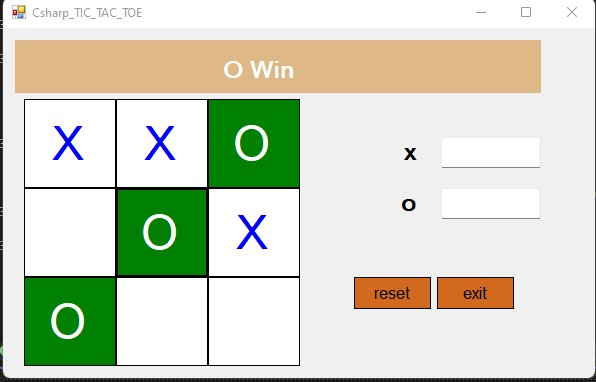 Csharp_TIC_TAC_TOE
O Win
X X O
O X
O
x
o
reset exit